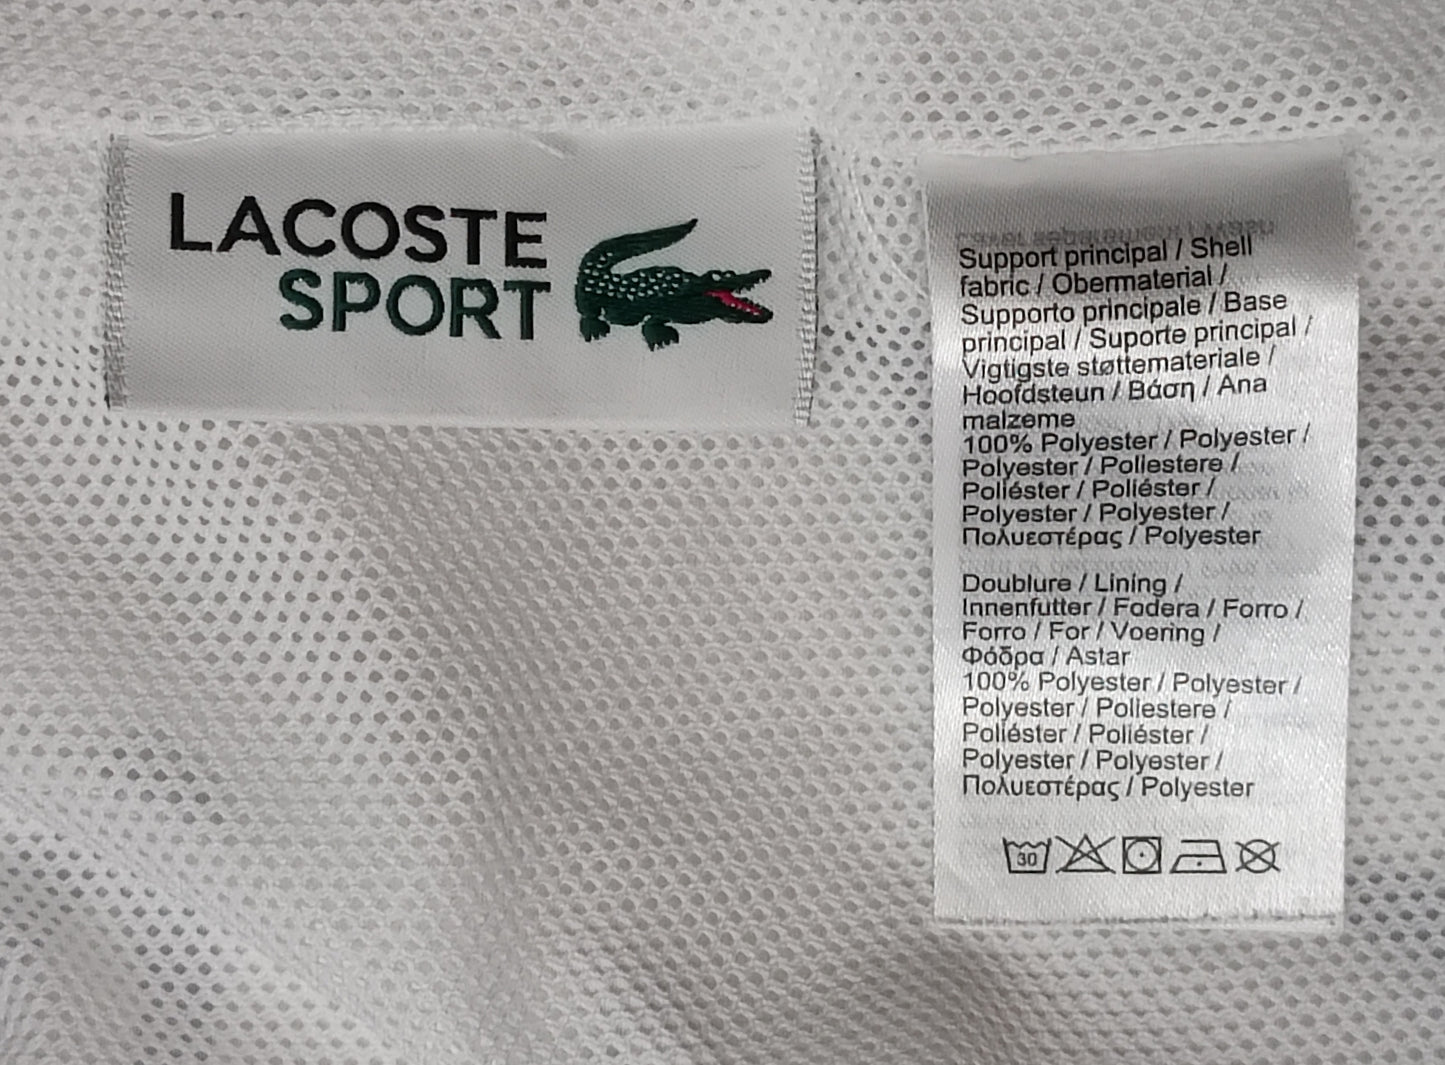 LACOSTE
SPORT
Support principal / Shell
fabric / Obermaterial /
Supporto principale / Base
principal / Suporte principal /
Vigtigste støttemateriale /
Hoofdsteun / Βάση / Ana
malzeme
100% Polyester / Polyester /
Polyester / Poliestere /
Poliéster / Poliéster /
Polyester / Polyester /
Πολυεστέρας / Polyester
Doublure / Lining /
Innenfutter / Fodera / Forro /
Forro / For / Voering /
Φόδρα / Astar
100% Polyester / Polyester /
Polyester / Poliestere /
Poliéster / Poliéster /
Polyester / Polyester /
Πολυεστέρας / Polyester
30